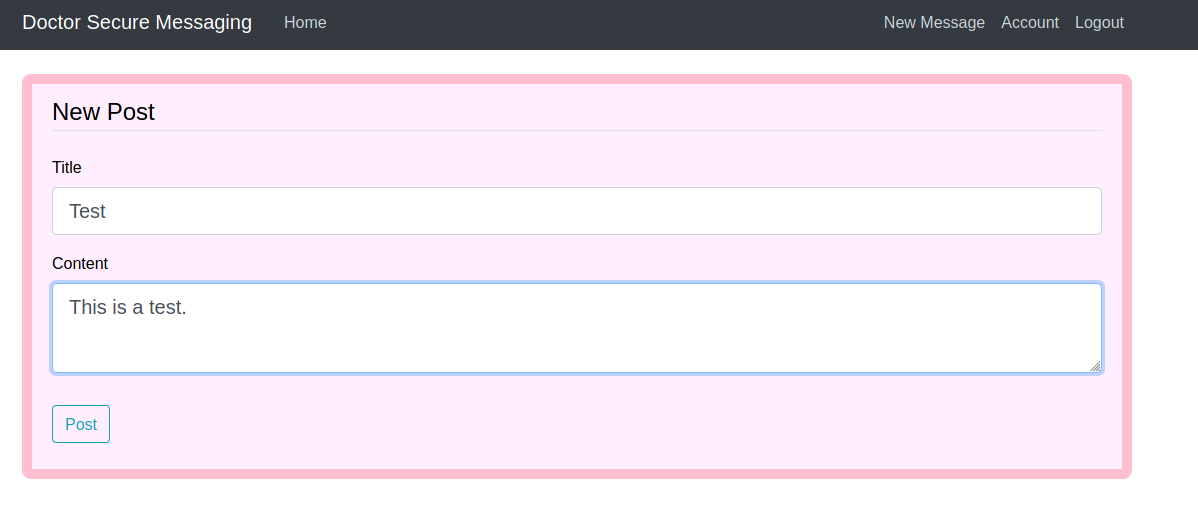 Doctor Secure Messaging Home New Message Account Logout
New Post
Title
Test
Content
This is a test.
Post